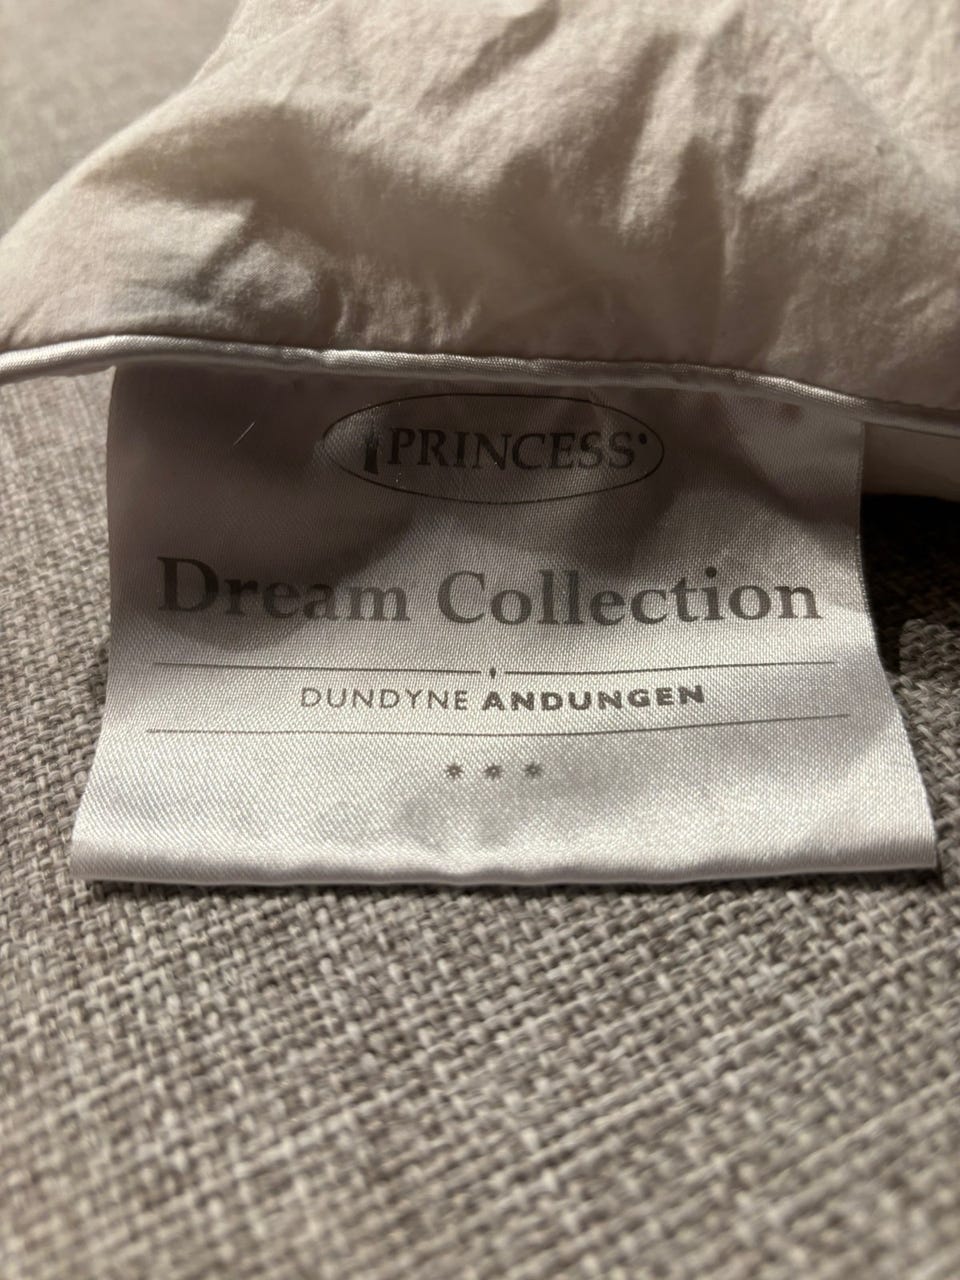 PRINCESS®
Dream Collection
DUNDYNE ANDUNGEN
***